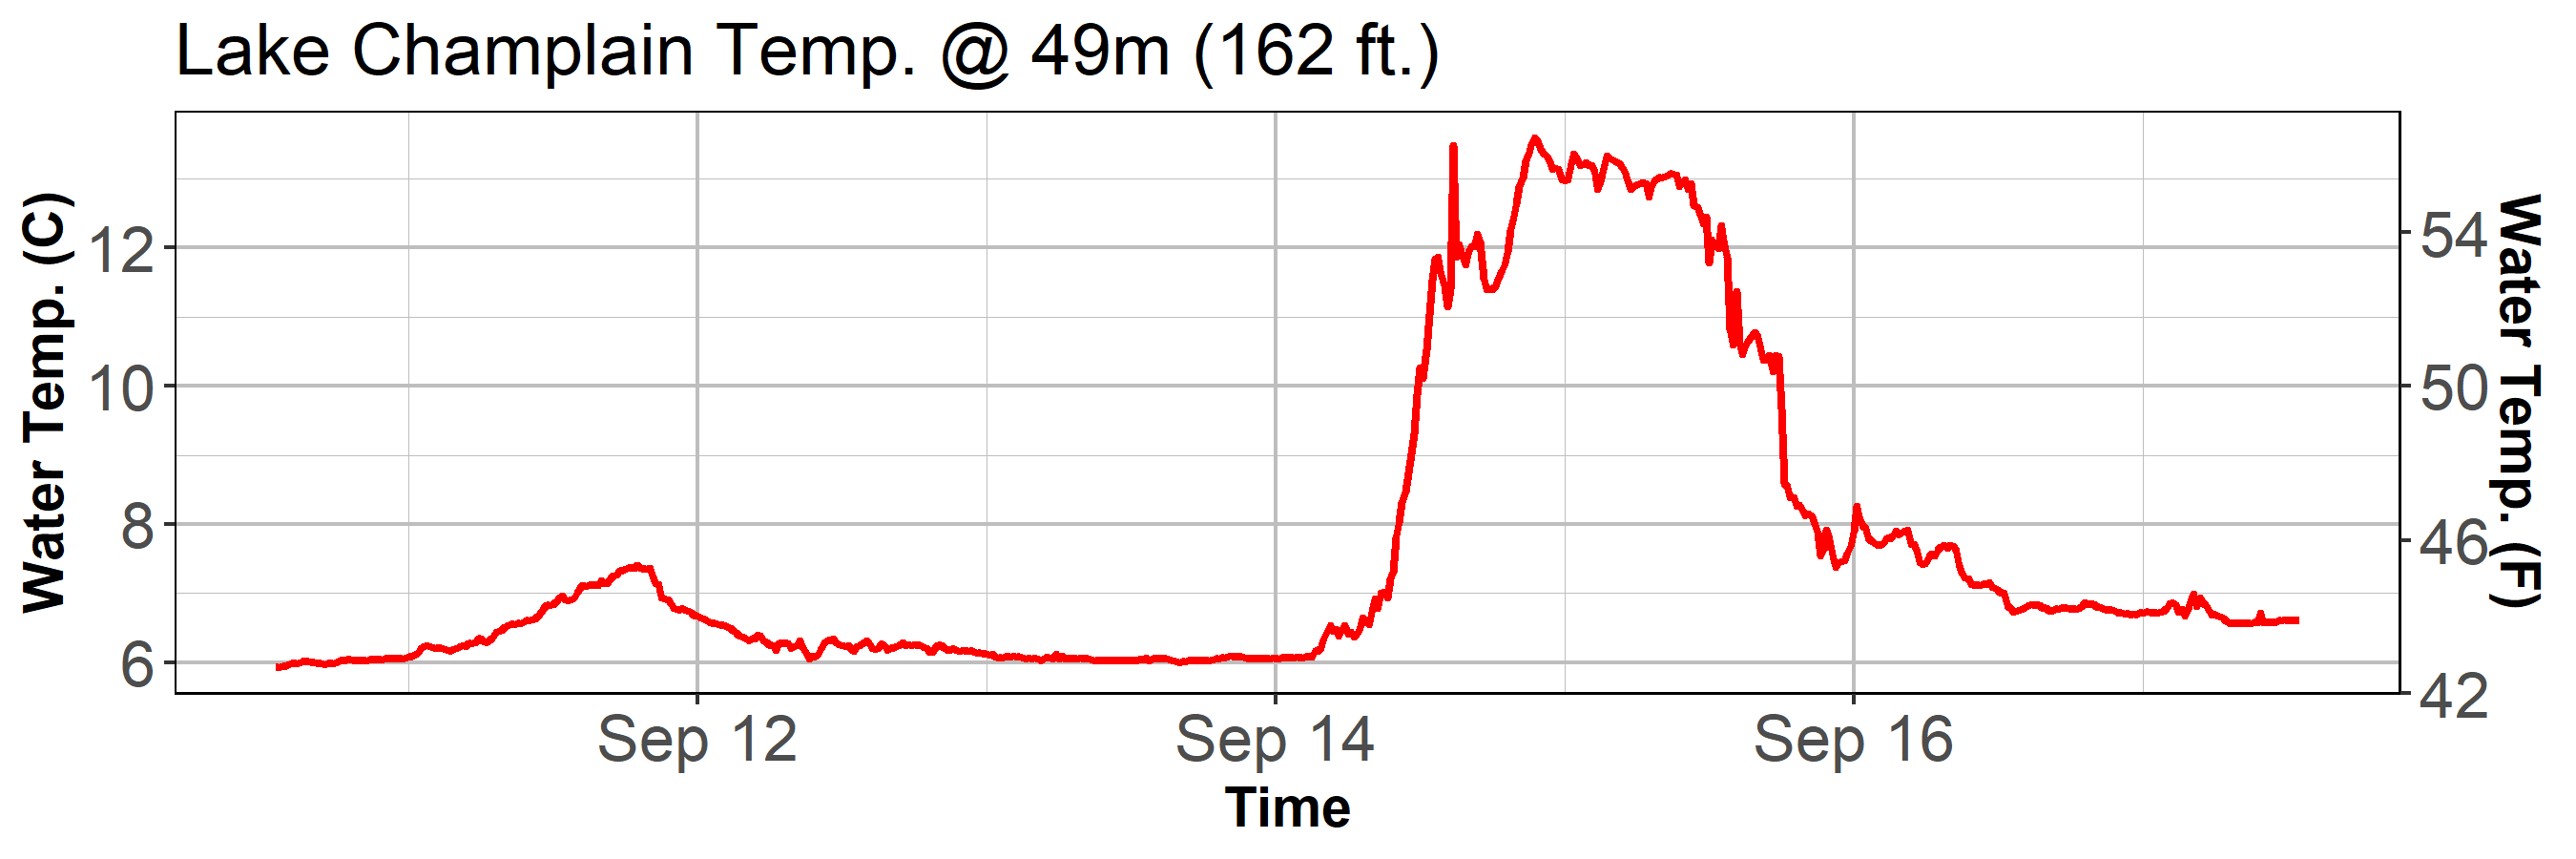 Lake Champlain Temp. @ 49m (162 ft.)
Water Temp. (C)
12
10
8
6
54
50
46
42
Water Temp. (F)
Sep 12
Sep 14
Sep 16
Time